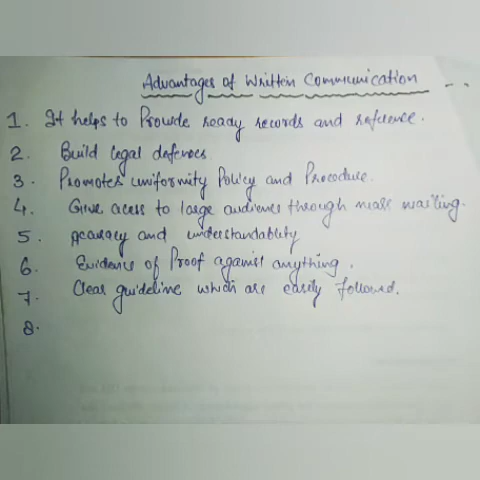 Advantages of Written Communication - -
1. It helps to Provide ready records and reference.
2. Build legal defences
3. Promotes uniformity Policy and Procedure.
4. Give acess to large audience through mass mailing.
5. Accuracy and understandablity
6. Evidence of Proof against anything.
7. Clear guideline which are easily followed.
8.